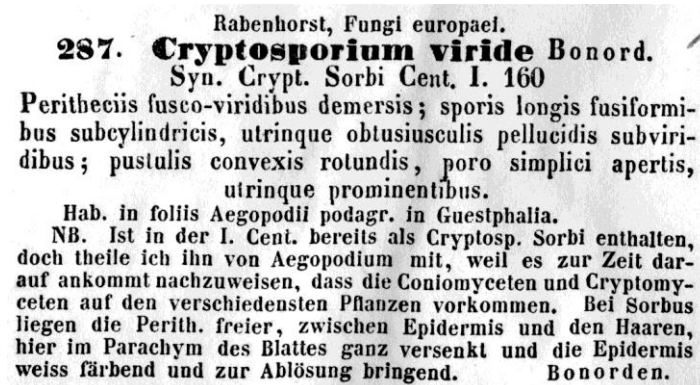 Rabenhorst, Fungi europaei.
287. Cryptosporium viride Bonord.
Syn. Crypt. Sorbi Cent. I. 160
Peritheciis fusco-viridibus demersis; sporis longis fusiformi-
bus subcylindricis, utrinque obtusiusculis pellucidis subviri-
dibus; pustulis convexis rotundis, poro simplici apertis,
utrinque prominentibus.
Hab. in foliis Aegopodii podagr. in Guestphalia.
NB. Ist in der I. Cent. bereits als Cryptosp. Sorbi enthalten,
doch theile ich ihn von Aegopodium mit, weil es zur Zeit dar-
auf ankommt nachzuweisen, dass die Coniomyceten und Cryptomy-
ceten auf den verschiedensten Pflanzen vorkommen. Bei Sorbus
liegen die Perith. freier, zwischen Epidermis und den Haaren,
hier im Parachym des Blattes ganz versenkt und die Epidermis
weiss färbend und zur Ablösung bringend. Bonorden.